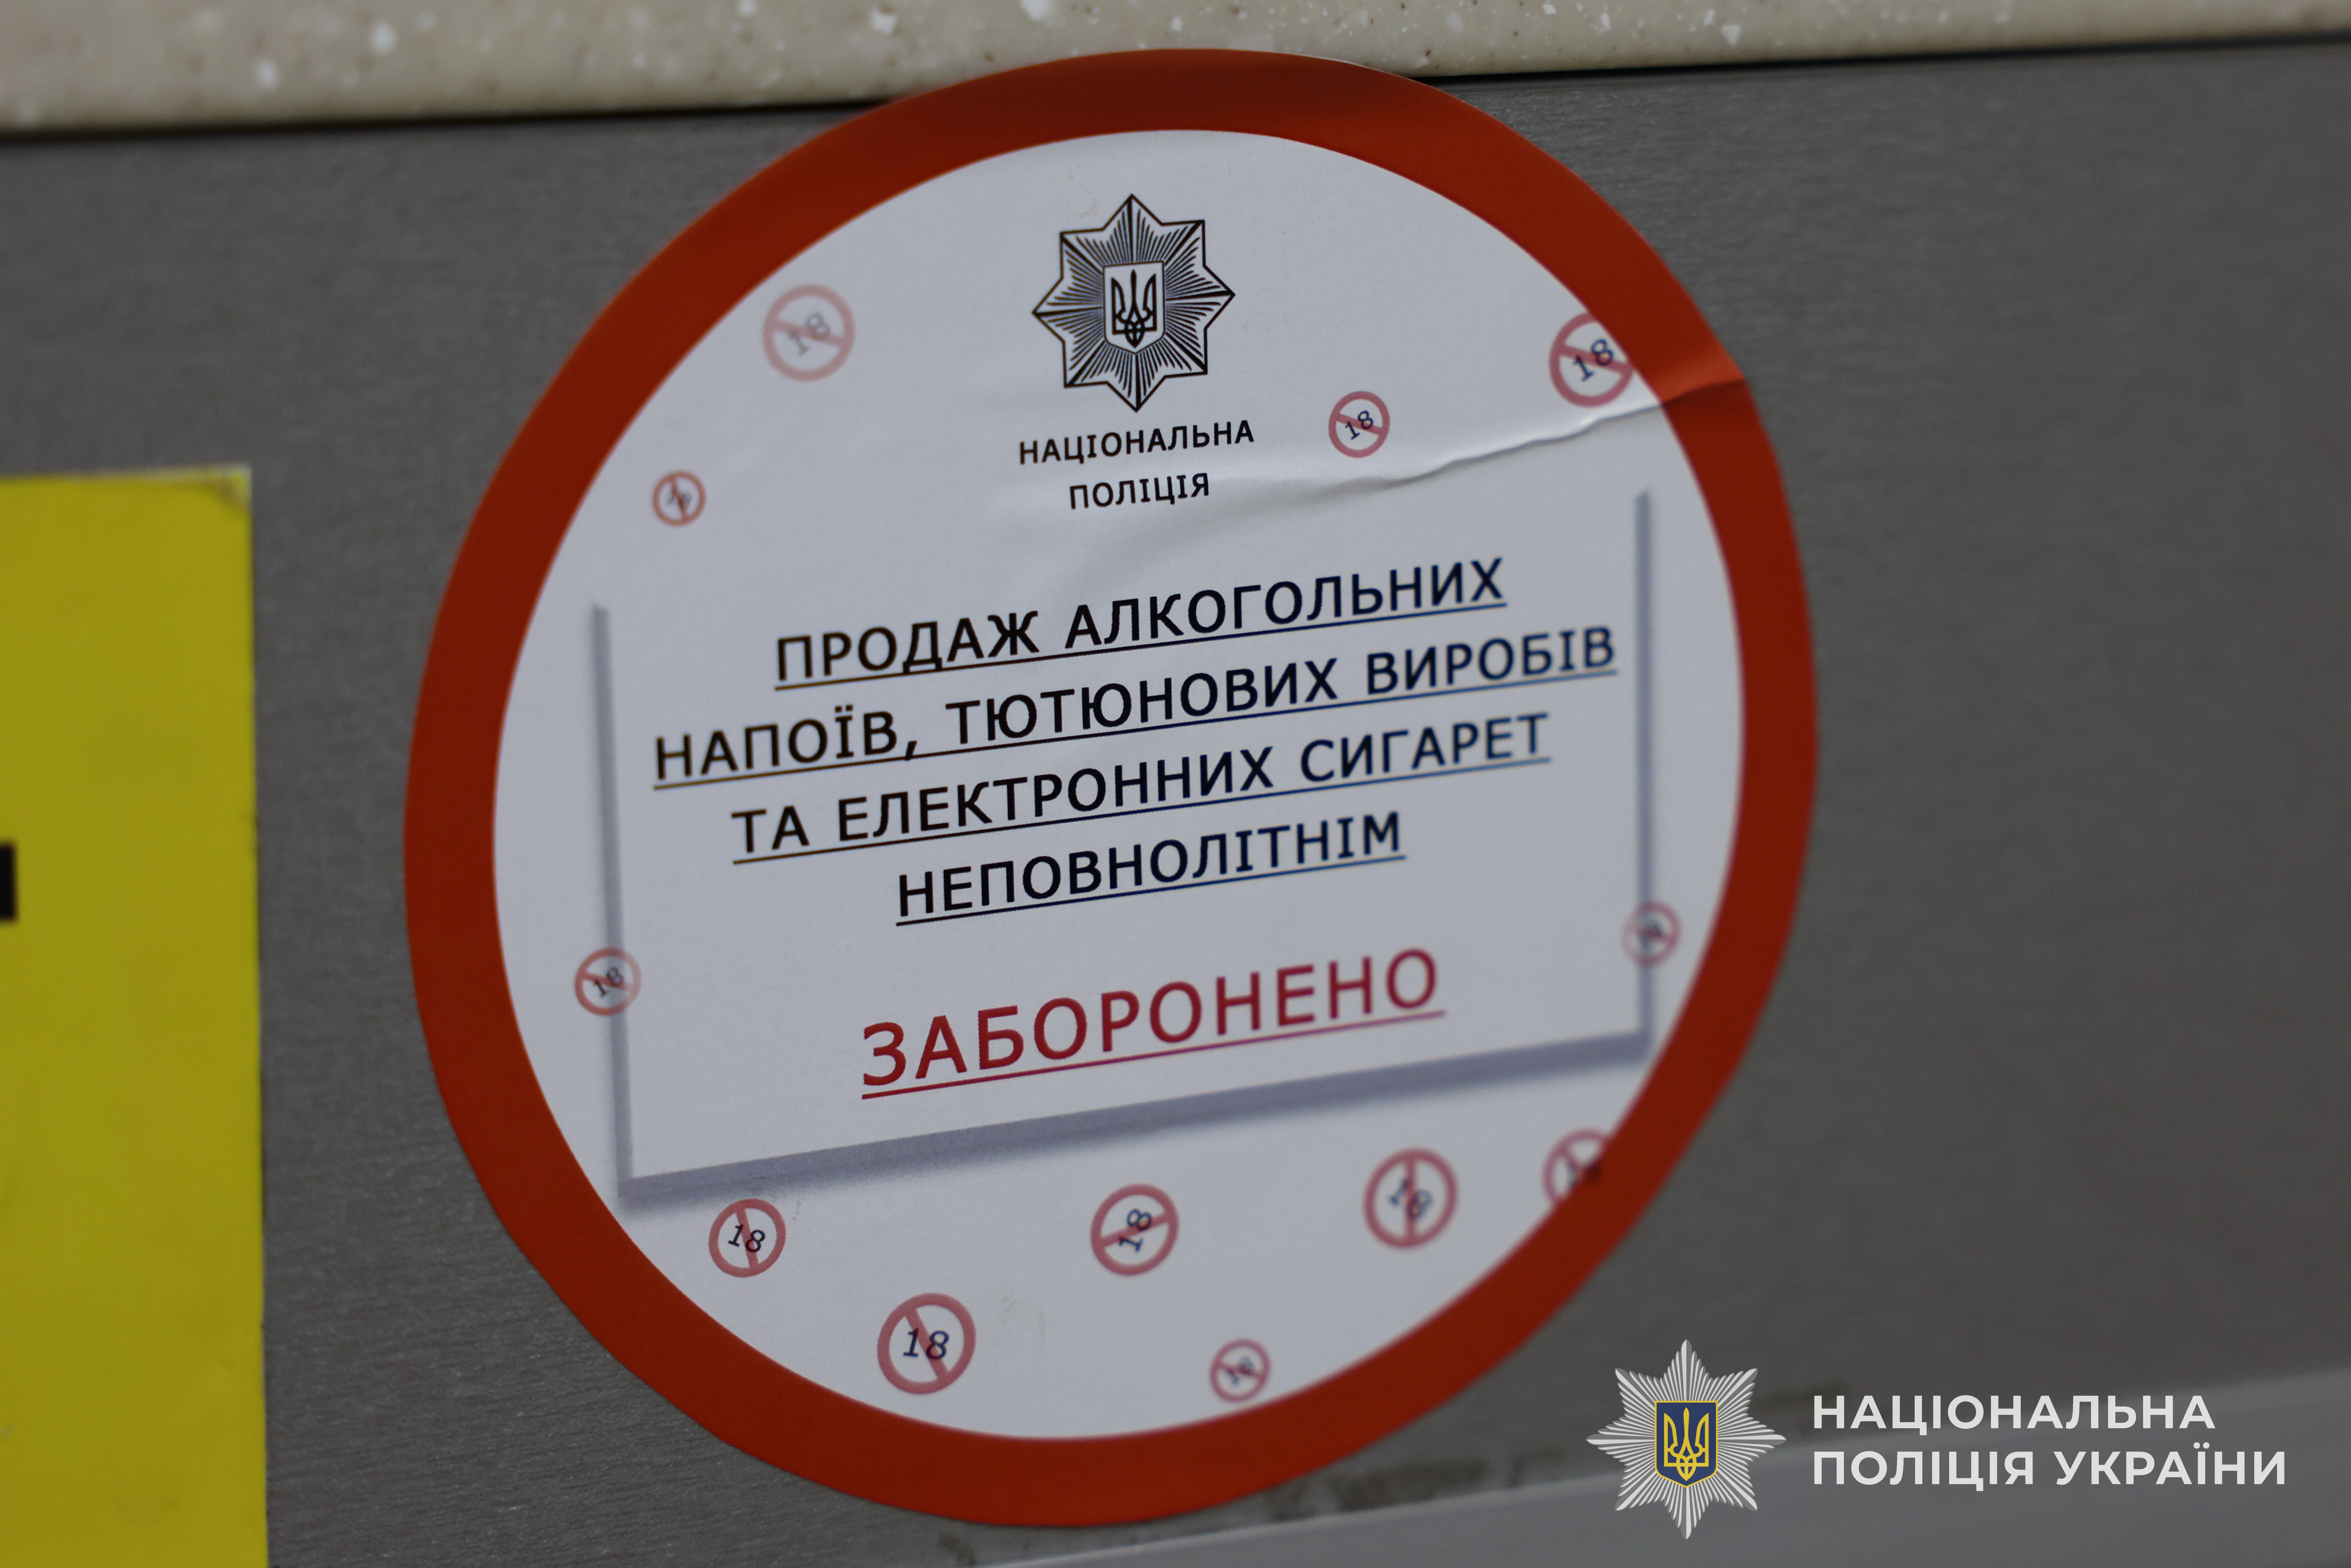 НАЦІОНАЛЬНА
ПОЛІЦІЯ
18
18
18
ПРОДАЖ АЛКОГОЛЬНИХ
НАПОЇВ, ТЮТЮНОВИХ ВИРОБІВ
ТА ЕЛЕКТРОННИХ СИГАРЕТ
НЕПОВНОЛІТНІМ
18
ЗАБОРОНЕНО
18
18
18
18
18
НАЦІОНАЛЬНА
ПОЛІЦІЯ УКРАЇНИ